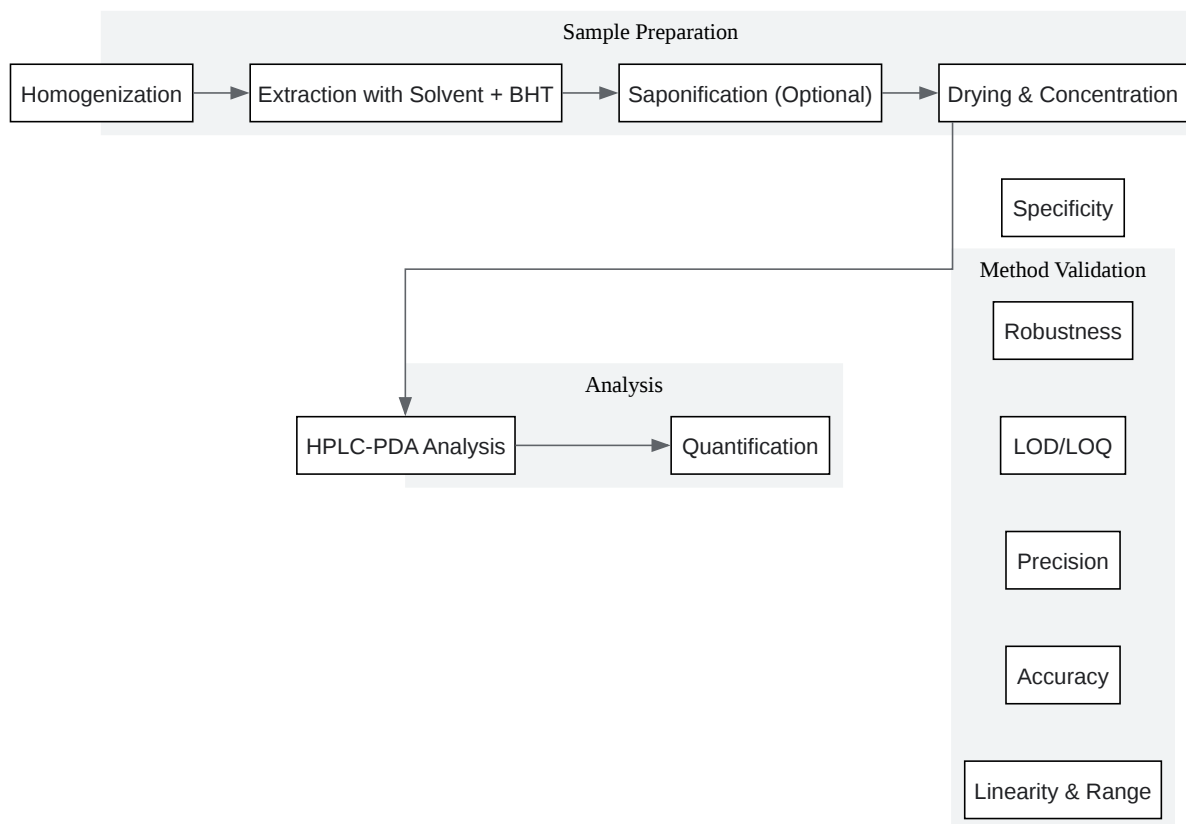 Sample Preparation
Homogenization
Extraction with Solvent + BHT
Saponification (Optional)
Drying & Concentration
Specificity
Method Validation
Robustness
Analysis
HPLC-PDA Analysis
Quantification
LOD/LOQ
Precision
Accuracy
Linearity & Range